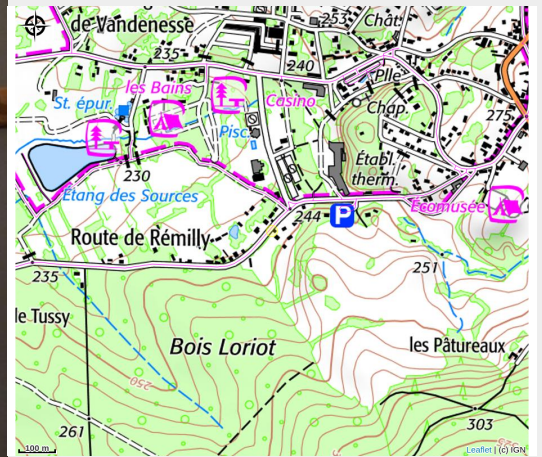 de Vandenesse
253
Chât.
235
240
Plle
les Bains
St. épur.
Casino
Chap.
275
Pisc.
Établ.
therm.
230
Étang des Sources
Écomusée
244
P
Route de Rémilly
251
235
le Tussy
Bois Loriot
les Pâtureaux
250
303
261
100 m
Leaflet | (c) IGN